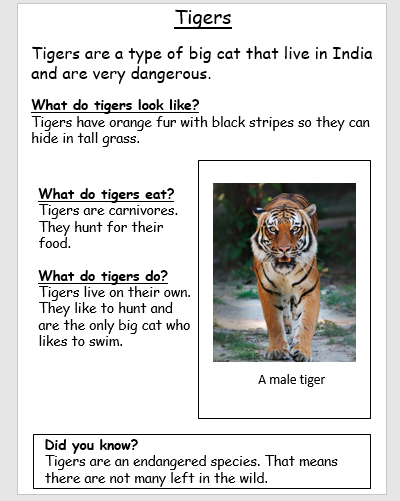 Tigers
Tigers are a type of big cat that live in India
and are very dangerous.
What do tigers look like?
Tigers have orange fur with black stripes so they can
hide in tall grass.
What do tigers eat?
Tigers are carnivores.
They hunt for their
food.
What do tigers do?
Tigers live on their own.
They like to hunt and
are the only big cat who
likes to swim.
A male tiger
Did you know?
Tigers are an endangered species. That means
there are not many left in the wild.